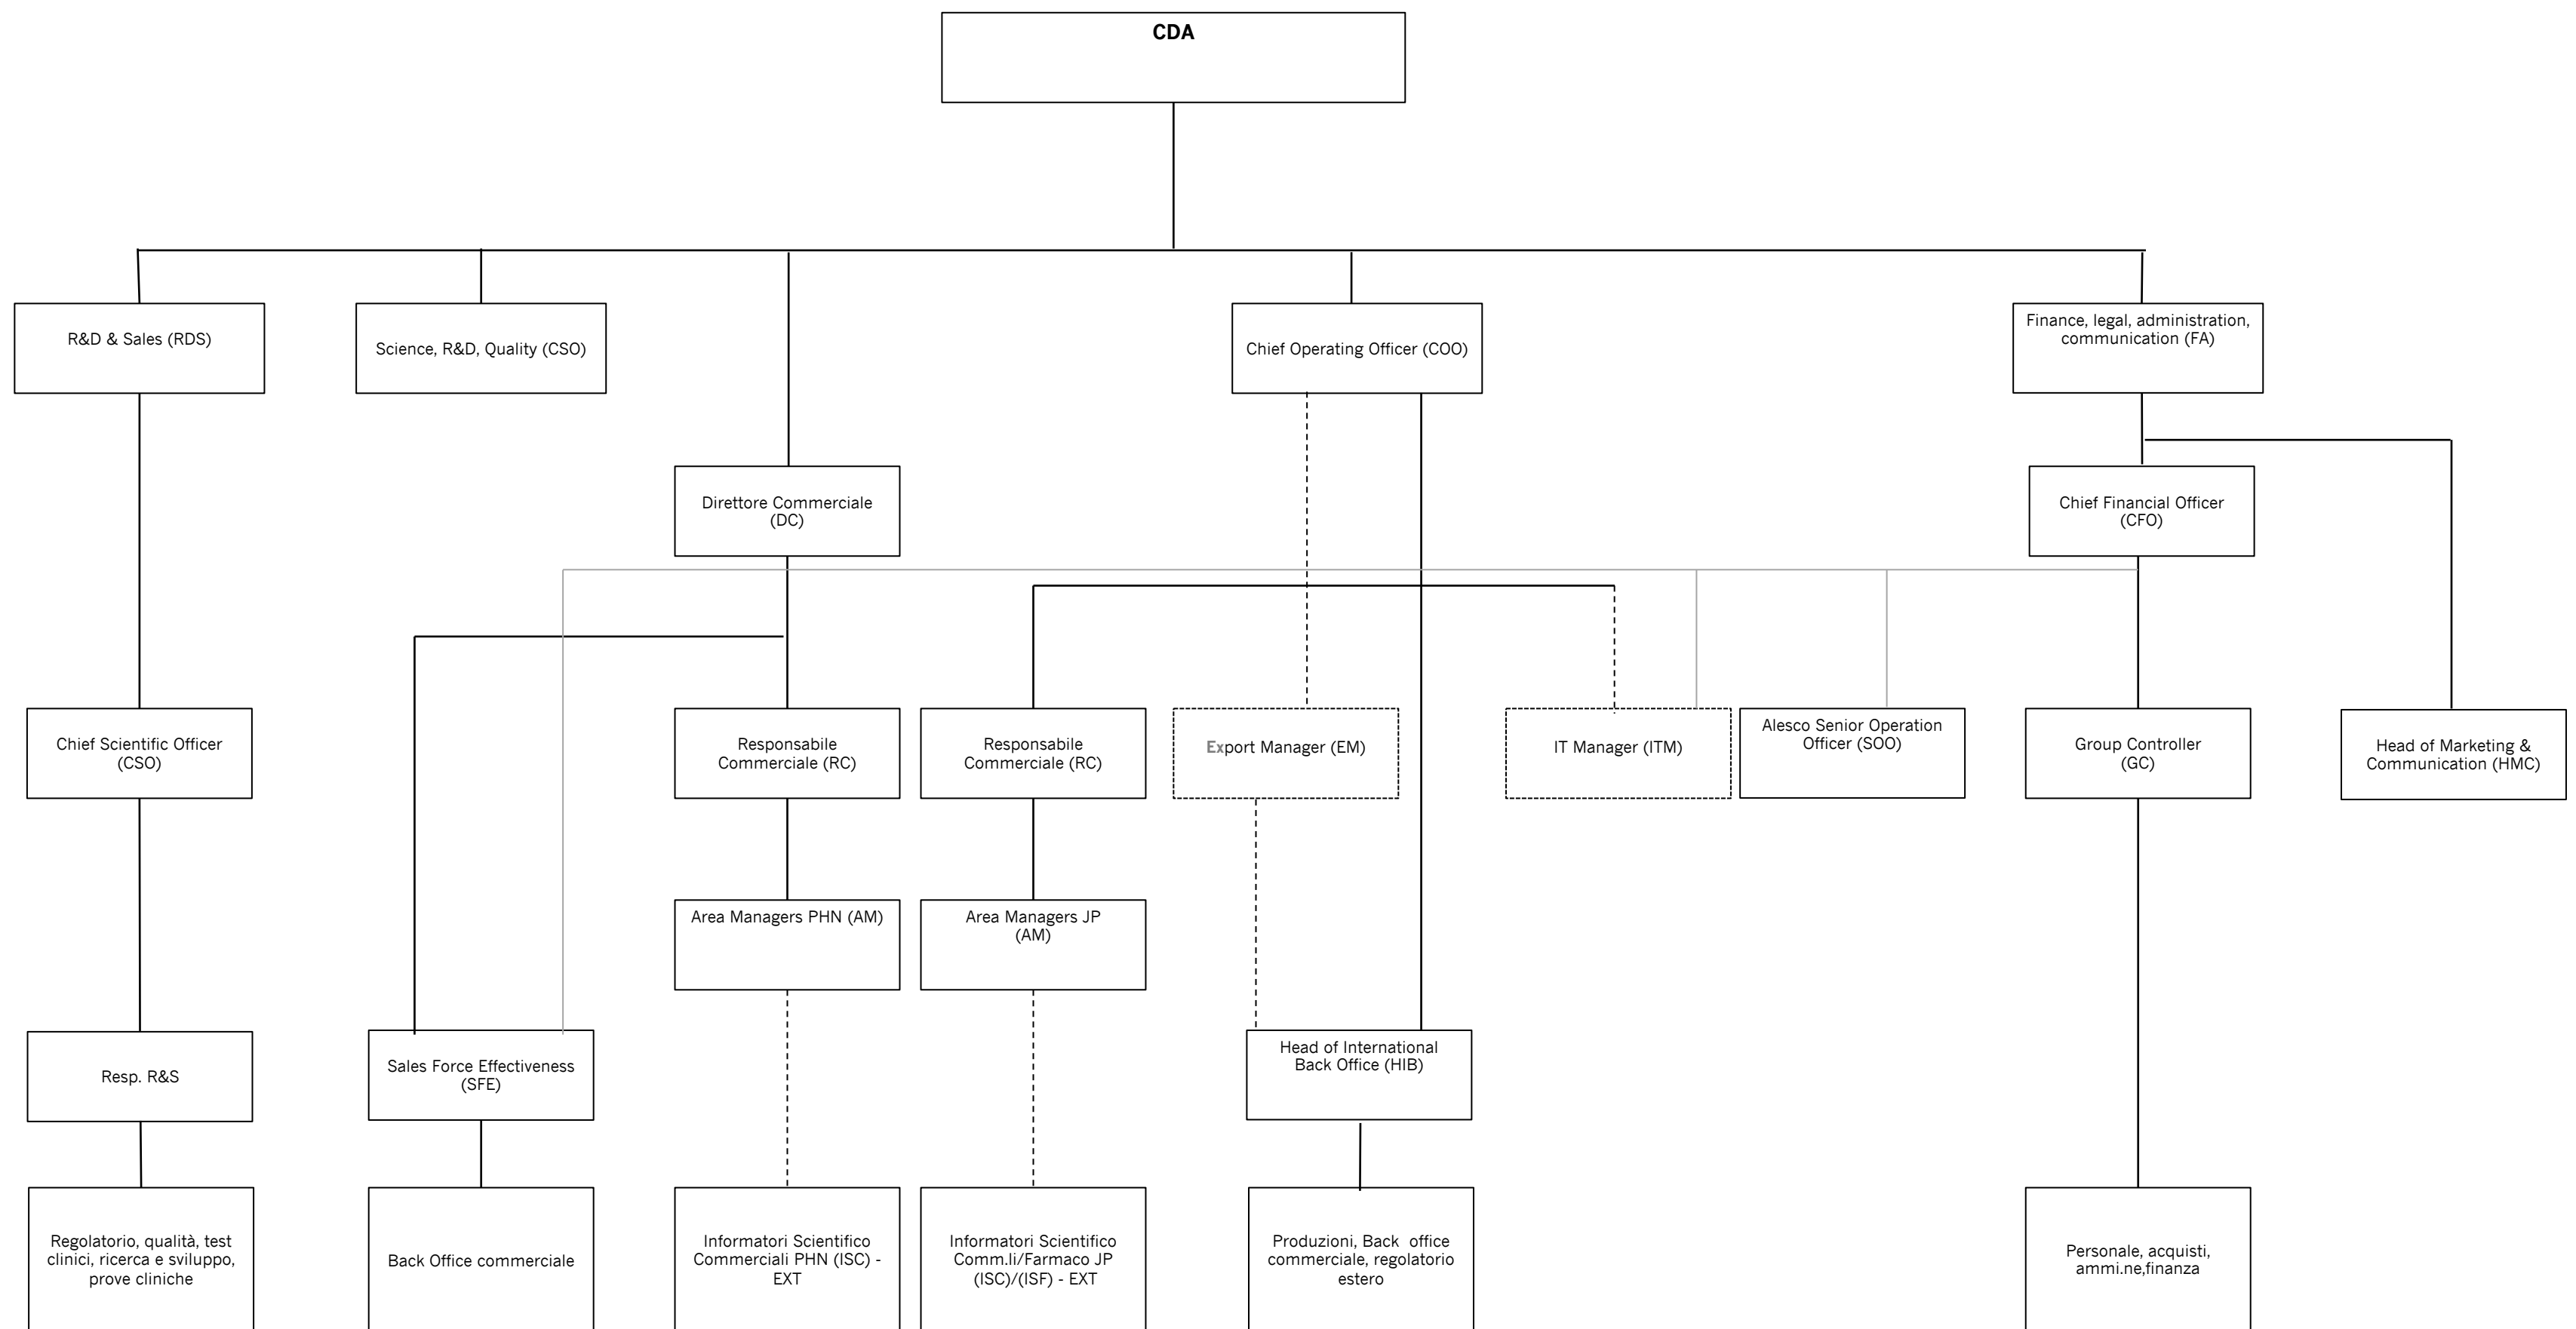 CDA
R&D & Sales (RDS)
Science, R&D, Quality (CSO)
Chief Operating Officer (COO)
Finance, legal, administration,
communication (FA)
Direttore Commerciale
(DC)
Chief Financial Officer
(CFO)
Chief Scientific Officer
(CSO)
Responsabile
Commerciale (RC)
Responsabile
Commerciale (RC)
Export Manager (EM)
IT Manager (ITM)
Alesco Senior Operation
Officer (SOO)
Group Controller
(GC)
Head of Marketing &
Communication (HMC)
Area Managers PHN (AM)
Area Managers JP
(AM)
Resp. R&S
Sales Force Effectiveness
(SFE)
Head of International
Back Office (HIB)
Regolatorio, qualità, test
clinici, ricerca e sviluppo,
prove cliniche
Back Office commerciale
Informatori Scientifico
Commerciali PHN (ISC) -
EXT
Informatori Scientifico
Comm.li/Farmaco JP
(ISC)/(ISF) - EXT
Produzioni, Back  office
commerciale, regolatorio
estero
Personale, acquisti,
ammi.ne,finanza